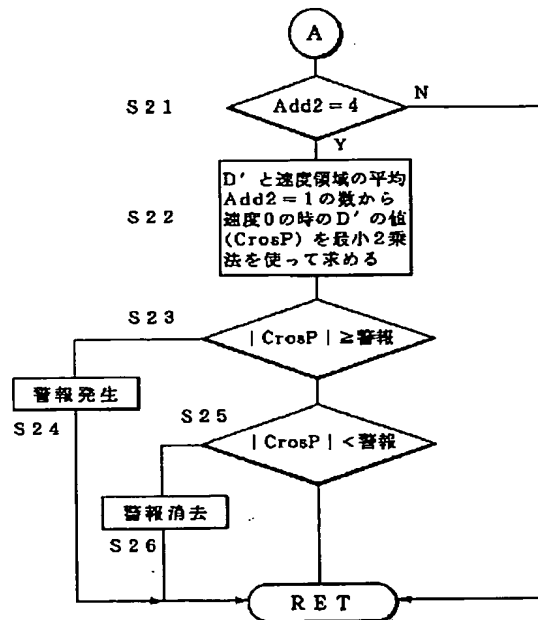 A
S21
Add2=4
N
Y
S22
D′と速度領域の平均
Add2=1の数から
速度0の時のD′の値
(CrosP)を最小2乗
法を使って求める
S23
|CrosP|≧警報
警報発生
S24
S25
|CrosP|<警報
警報消去
S26
RET